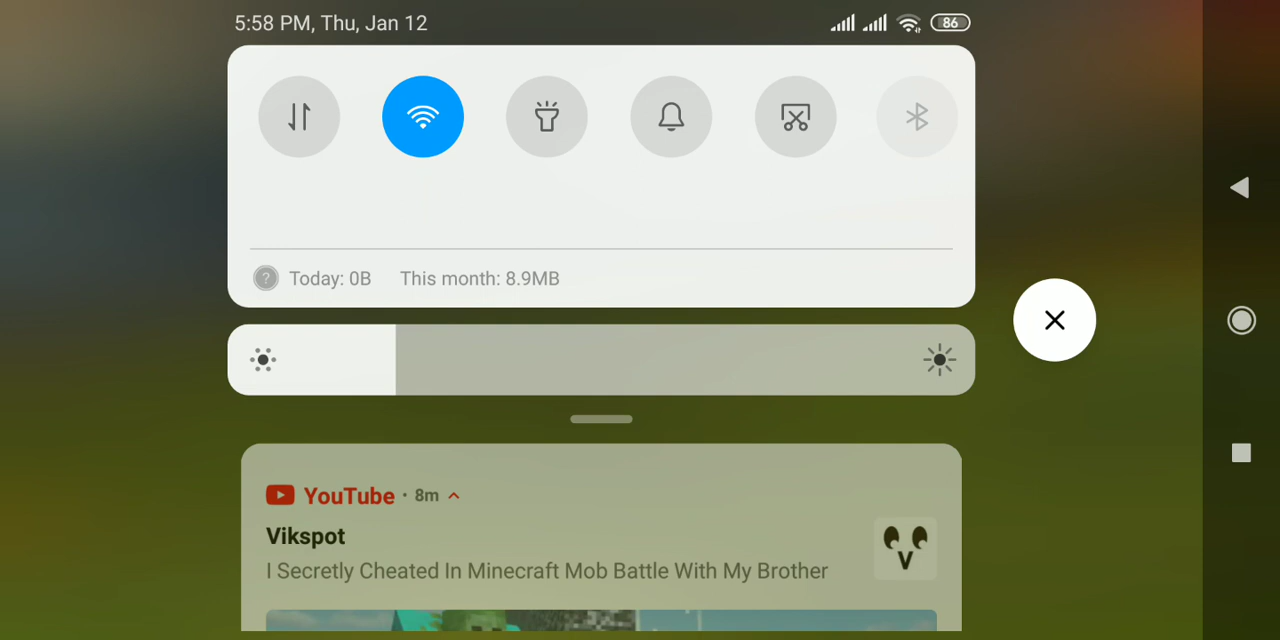 5:58 PM, Thu, Jan 12
86
Today: 0B This month: 8.9MB
YouTube · 8m
Vikspot
I Secretly Cheated In Minecraft Mob Battle With My Brother
V